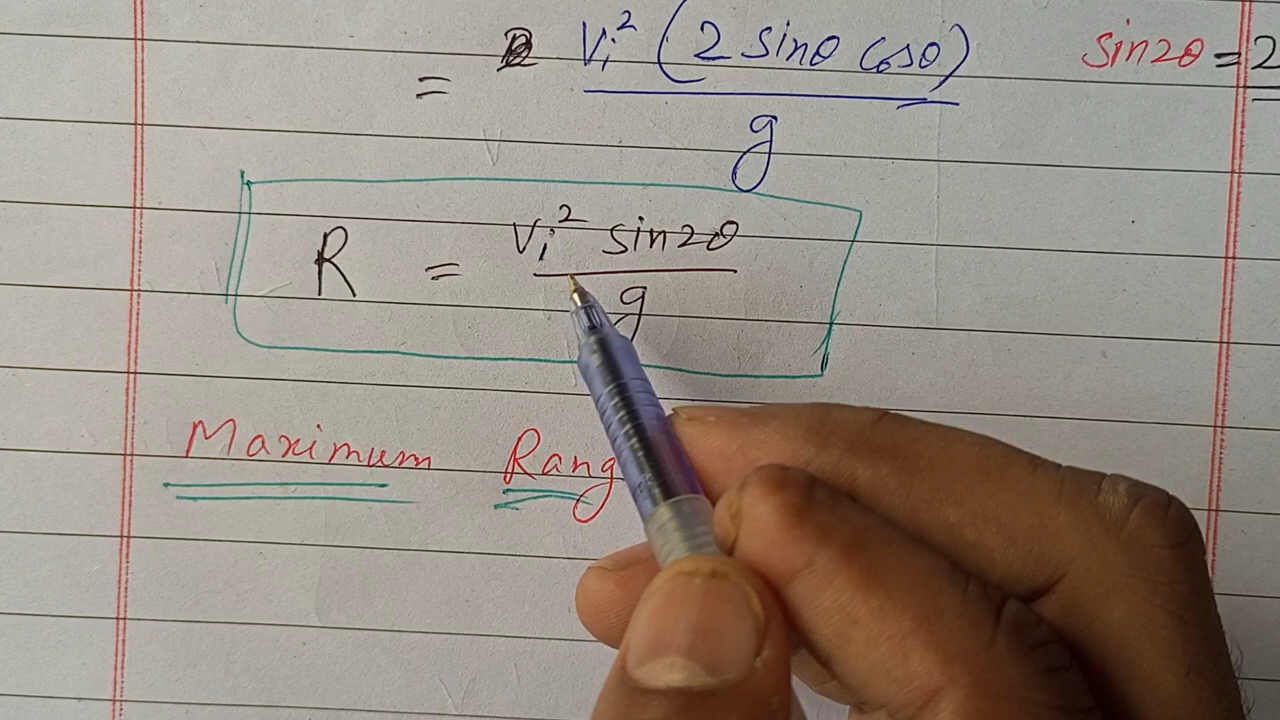 = Vi² (2 sinθ cosθ) / g sin2θ = 2
R = Vi² sin2θ / g
Maximum Rang